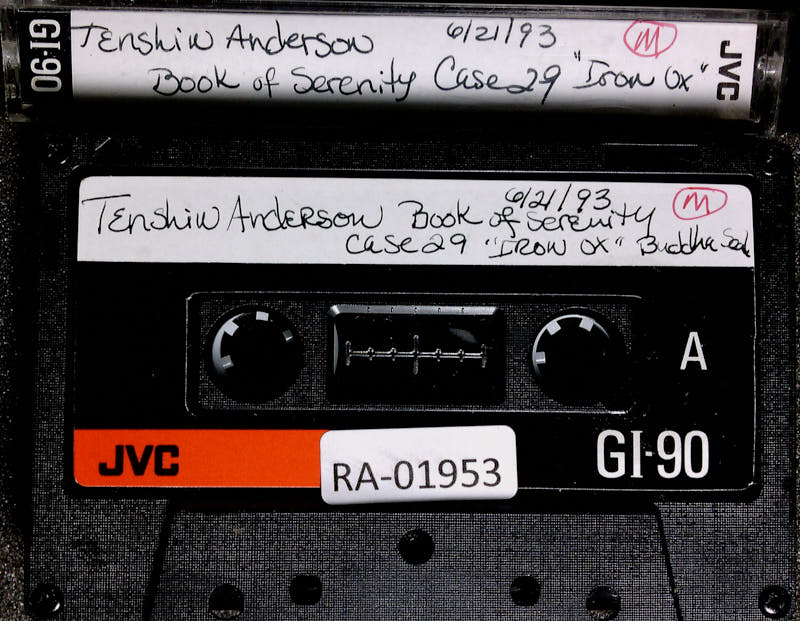 GI-90
Tenshin Anderson 6/21/93 M
Book of Serenity Case 29 "Iron Ox"
JVC
6/21/93
Tenshin Anderson Book of Serenity M
Case 29 "Iron Ox" Buddha Seal
A
JVC
GI-90
RA-01953